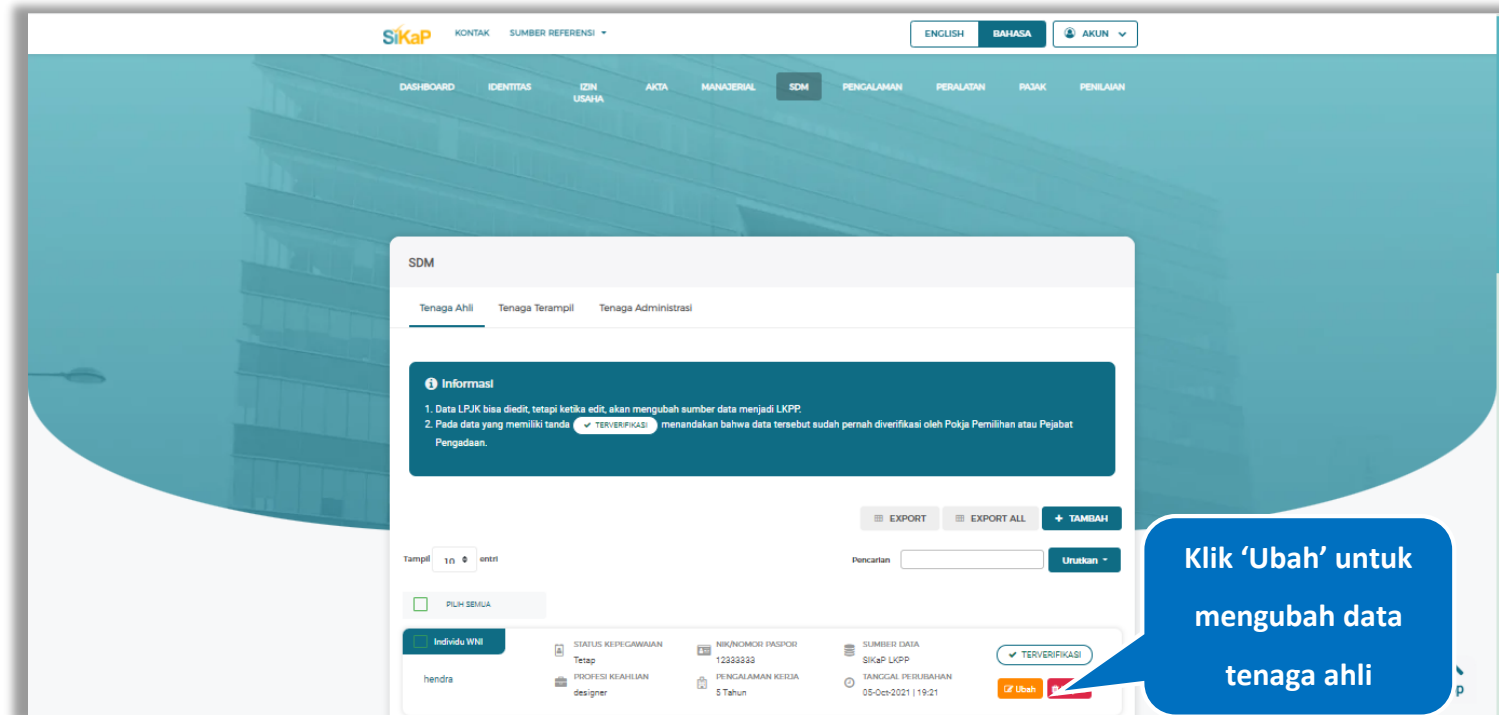 SiKaP KONTAK SUMBER REFERENSI ENGLISH BAHASA AKUN
DASHBOARD IDENTITAS IZIN USAHA AKTA MANAJERIAL SDM PENGALAMAN PERALATAN PAJAK PENILAIAN
SDM
Tenaga Ahli Tenaga Terampil Tenaga Administrasi
Informasi
1. Data LPJK bisa diedit, tetapi ketika edit, akan mengubah sumber data menjadi LKPP.
2. Pada data yang memiliki tanda TERVERIFIKASI menandakan bahwa data tersebut sudah pernah diverifikasi oleh Pokja Pemilihan atau Pejabat
Pengadaan.
EXPORT EXPORT ALL + TAMBAH
Tampil 10 entri Pencarian Urutkan
PILIH SEMUA
Individu WNI
hendra
STATUS KEPEGAWAIAN
Tetap
PROFESI KEAHLIAN
designer
NIK/NOMOR PASPOR
12333333
PENGALAMAN KERJA
5 Tahun
SUMBER DATA
SIKaP LKPP
TANGGAL PERUBAHAN
05-Oct-2021 | 19:21
TERVERIFIKASI
Ubah
Klik ‘Ubah’ untuk
mengubah data
tenaga ahli